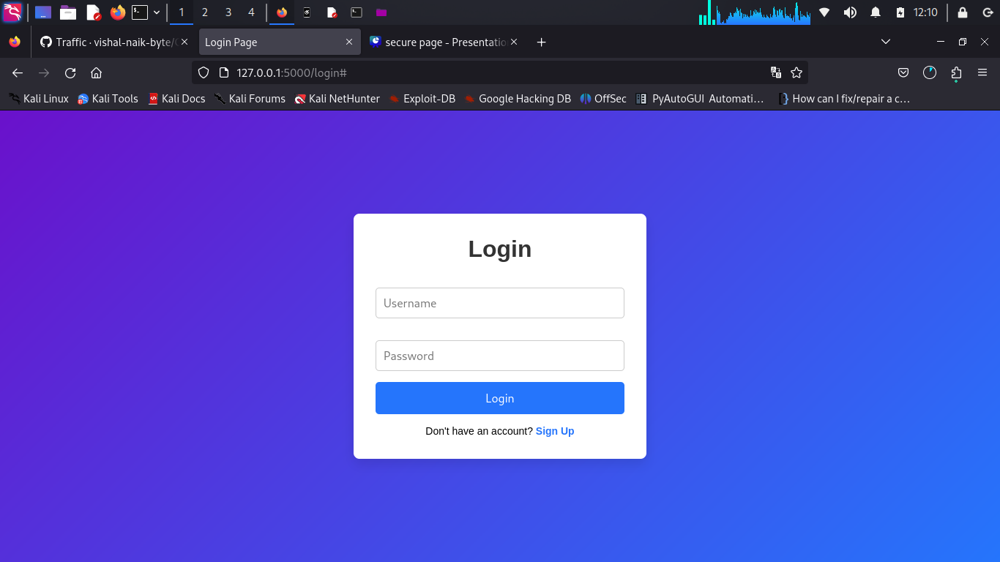 1 2 3 4 12:10
Traffic · vishal-naik-byte/ Login Page secure page - Presentatio
127.0.0.1:5000/login#
Kali Linux Kali Tools Kali Docs Kali Forums Kali NetHunter Exploit-DB Google Hacking DB OffSec PyAutoGUI Automati… How can I fix/repair a c…
Login
Username
Password
Login
Don't have an account? Sign Up